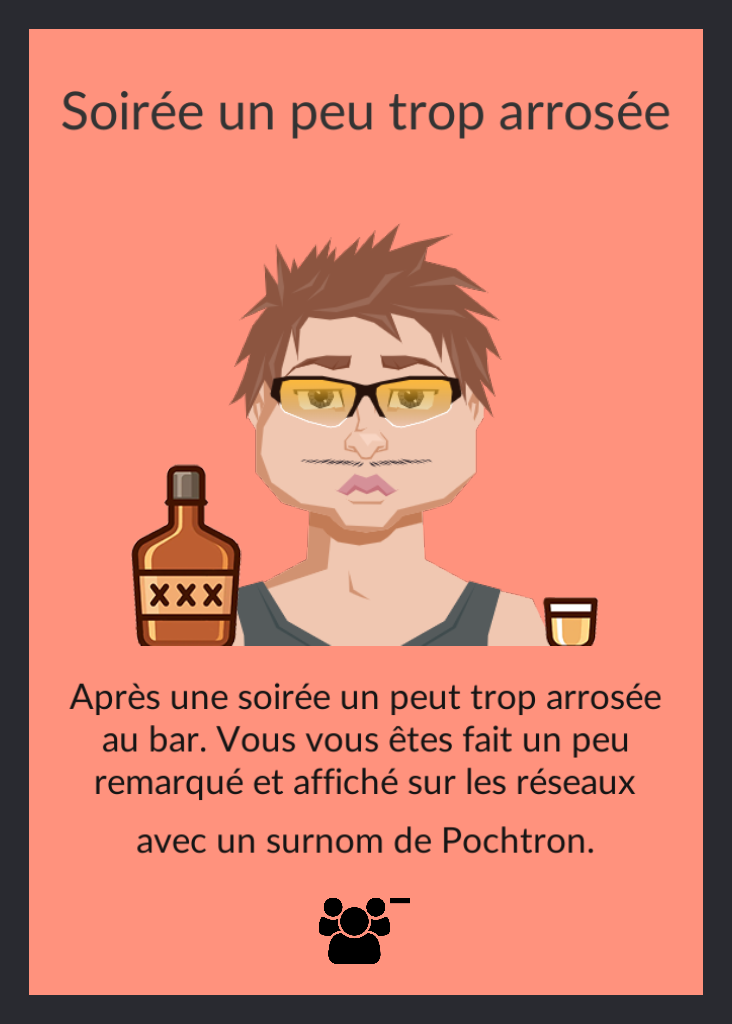 Soirée un peu trop arrosée
XXX
Après une soirée un peut trop arrosée
au bar. Vous vous êtes fait un peu
remarqué et affiché sur les réseaux
avec un surnom de Pochtron.